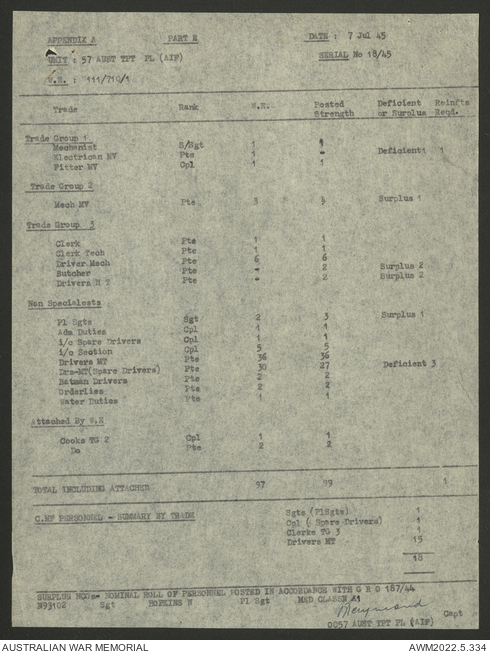 APPENDIX A PART E DATE : 7 Jul 45
UNIT : 57 AUST TPT PL (AIF) SERIAL No 18/45
W.E. : 111/710/1
Trade Rank W.E. Posted Strength Deficient or Surplus Reinfts Reqd.
Trade Group 1
Mechanist S/Sgt 1 1
Electrican MV Pte 1 - Deficient 1 1
Fitter MV Cpl 1 1
Trade Group 2
Mech MV Pte 3 Surplus 1
Trade Group 3
Clerk Pte 1 1
Clerk Tech Pte 1 1
Driver Mech Pte 6 6
Butcher Pte - 2 Surplus 2
Drivers M T Pte - 2 Surplus 2
Non Specialests
Pl Sgts Sgt 2 3 Surplus 1
Adm Duties Cpl 1 1
i/o Spare Drivers Cpl 1 1
i/o Section Cpl 5 5
Drivers MT Pte 36 36
Drs-MT(Spare Drivers) Pte 30 27 Deficient 3
Batman Drivers Pte 2 2
Orderlies Pte 2 2
Water Duties Pte 1 1
Attached By W.E
Cooks TG 2 Cpl 1 1
Do Pte 2 2
TOTAL INCLUDING ATTACHED 97 99 1
C.MF PERSONNEL - SUMMARY BY TRADE Sgts (PlSgts) 1
Cpl ( Spare Drivers) 1
Clerks TG 3 1
Drivers MT 15
18
SURPLUS NCOs- NOMINAL ROLL OF PERSONNEL POSTED IN ACCORDANCE WITH G R O 187/44
N93102 Sgt HOPKINS N Pl Sgt MED CLASSN A1
Capt
0057 AUST TPT PL (AIF)
AUSTRALIAN WAR MEMORIAL AWM2022.5.334